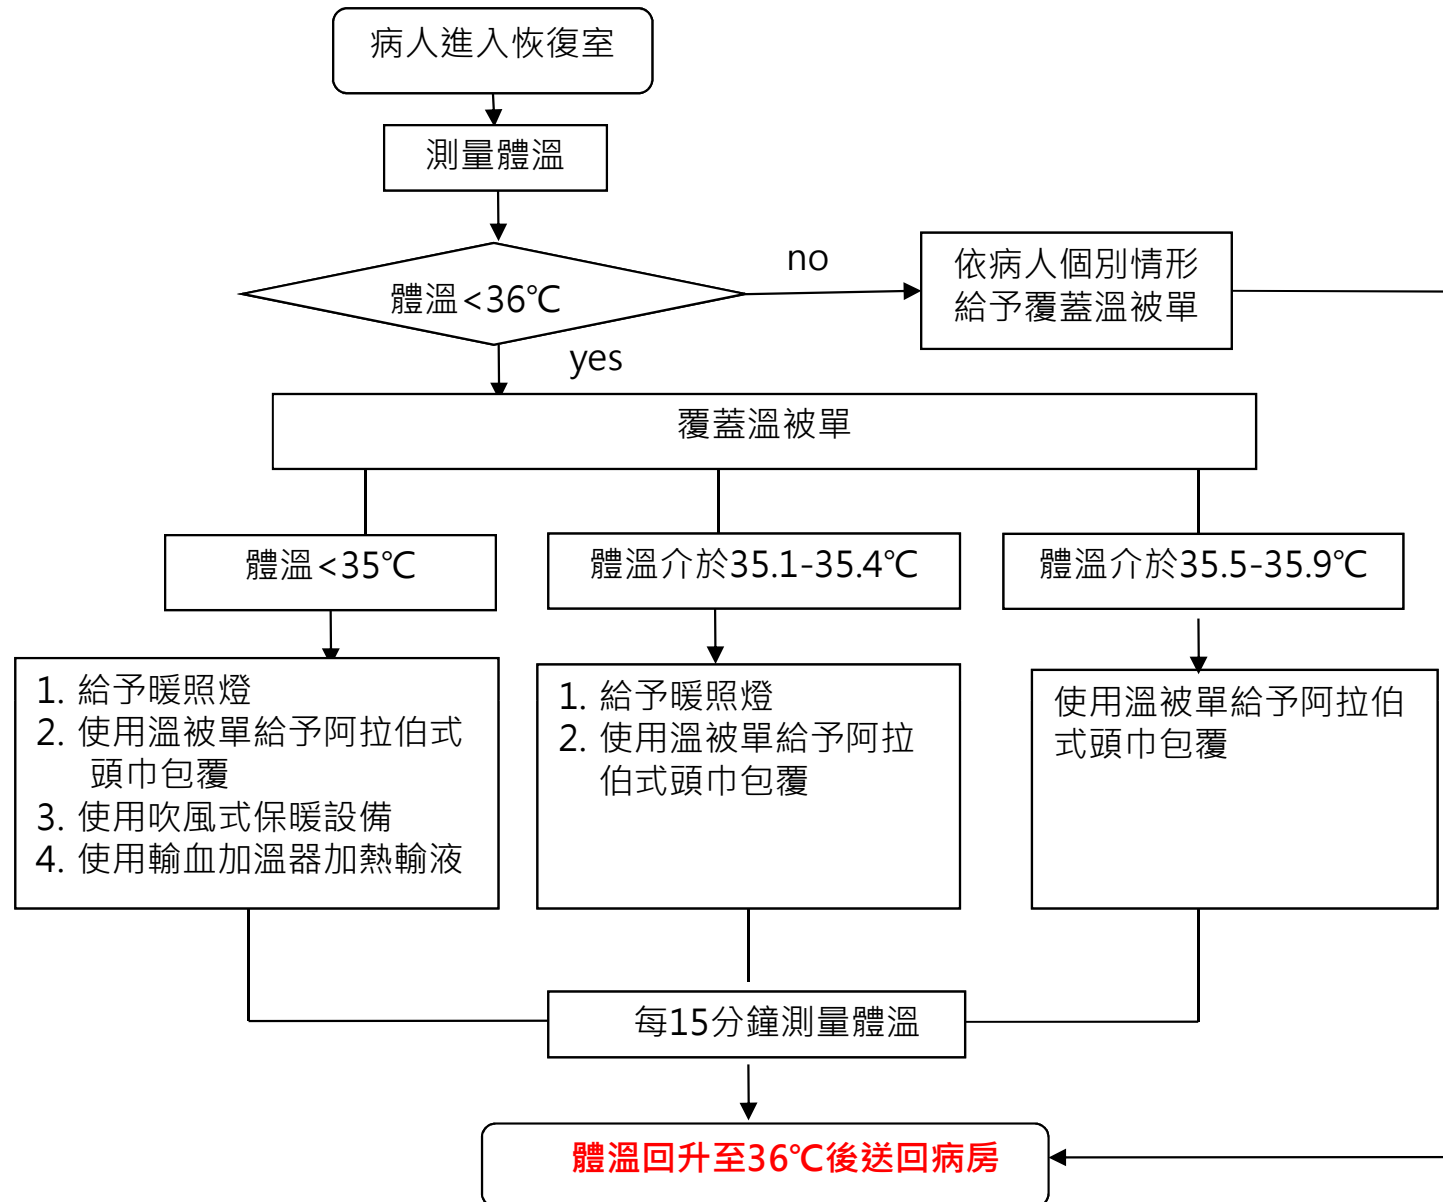 病人進入恢復室
測量體溫
體溫<36℃
no
依病人個別情形
給予覆蓋溫被單
yes
覆蓋溫被單
體溫<35℃
體溫介於35.1-35.4℃
體溫介於35.5-35.9℃
1. 給予暖照燈
2. 使用溫被單給予阿拉伯式
頭巾包覆
3. 使用吹風式保暖設備
4. 使用輸血加溫器加熱輸液
1. 給予暖照燈
2. 使用溫被單給予阿拉
伯式頭巾包覆
使用溫被單給予阿拉伯
式頭巾包覆
每15分鐘測量體溫
體溫回升至36℃後送回病房